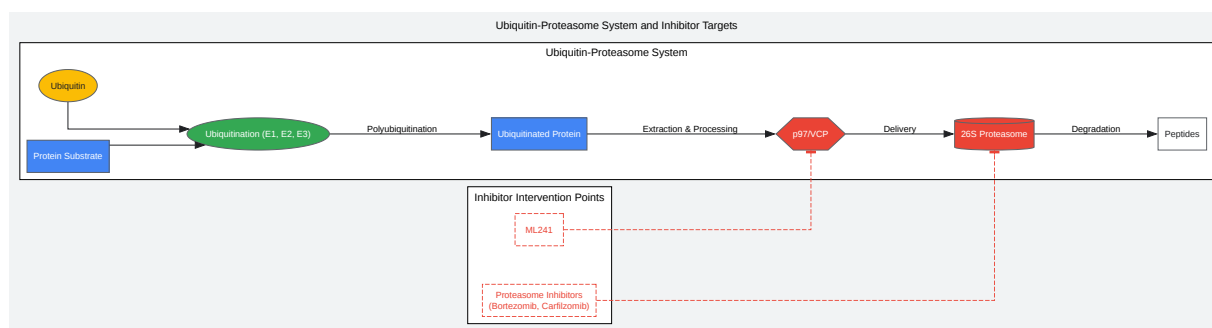 Ubiquitin-Proteasome System and Inhibitor Targets
Ubiquitin-Proteasome System
Ubiquitin
Protein Substrate
Ubiquitination (E1, E2, E3)
Polyubiquitination
Ubiquitinated Protein
Extraction & Processing
p97/VCP
Delivery
26S Proteasome
Degradation
Peptides
Inhibitor Intervention Points
ML241
Proteasome Inhibitors
(Bortezomib, Carfilzomib)